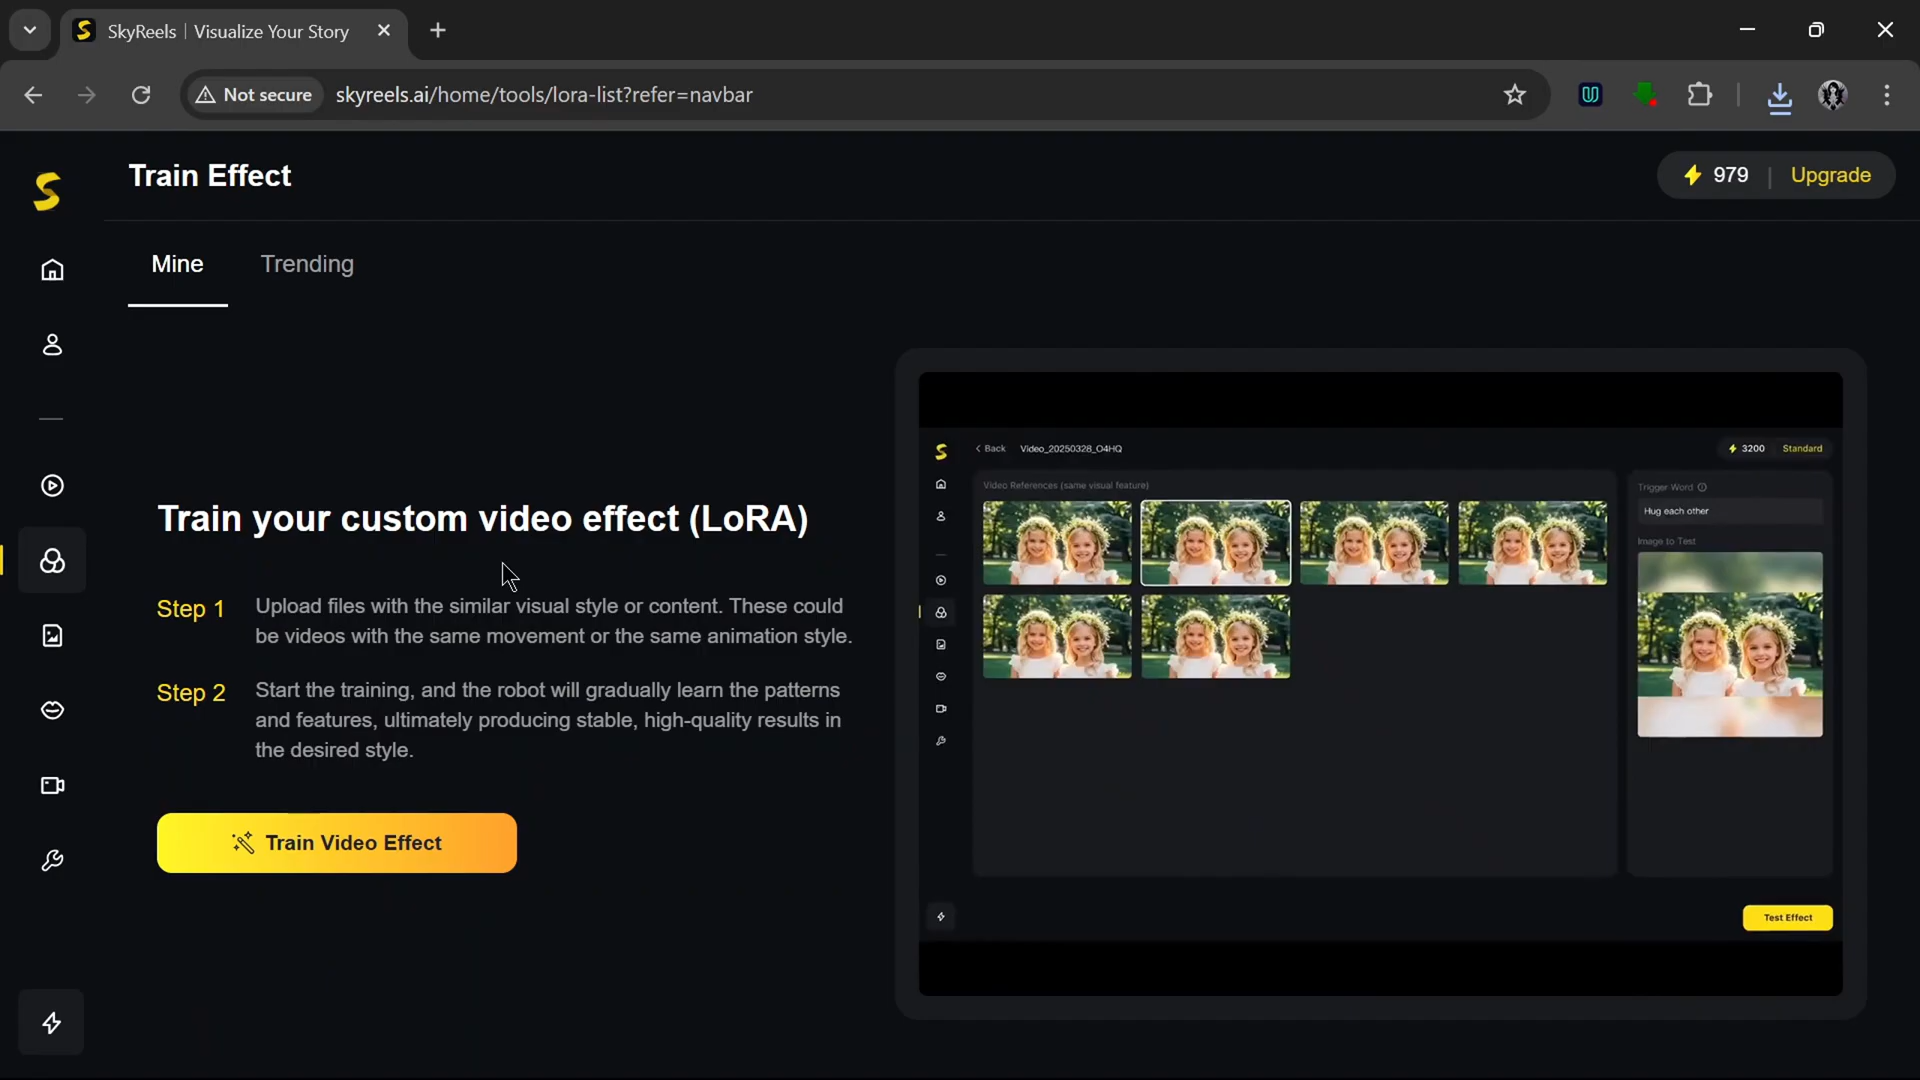 SkyReels | Visualize Your Story
Not secure
skyreels.ai/home/tools/lora-list?refer=navbar
Train Effect
979 | Upgrade
Mine
Trending
Train your custom video effect (LoRA)
Step 1
Upload files with the similar visual style or content. These could
be videos with the same movement or the same animation style.
Step 2
Start the training, and the robot will gradually learn the patterns
and features, ultimately producing stable, high-quality results in
the desired style.
Train Video Effect
Back
Video_20250328_O4HQ
3200
Standard
Video References (same visual feature)
Trigger Word
Hug each other
Image to Test
Test Effect